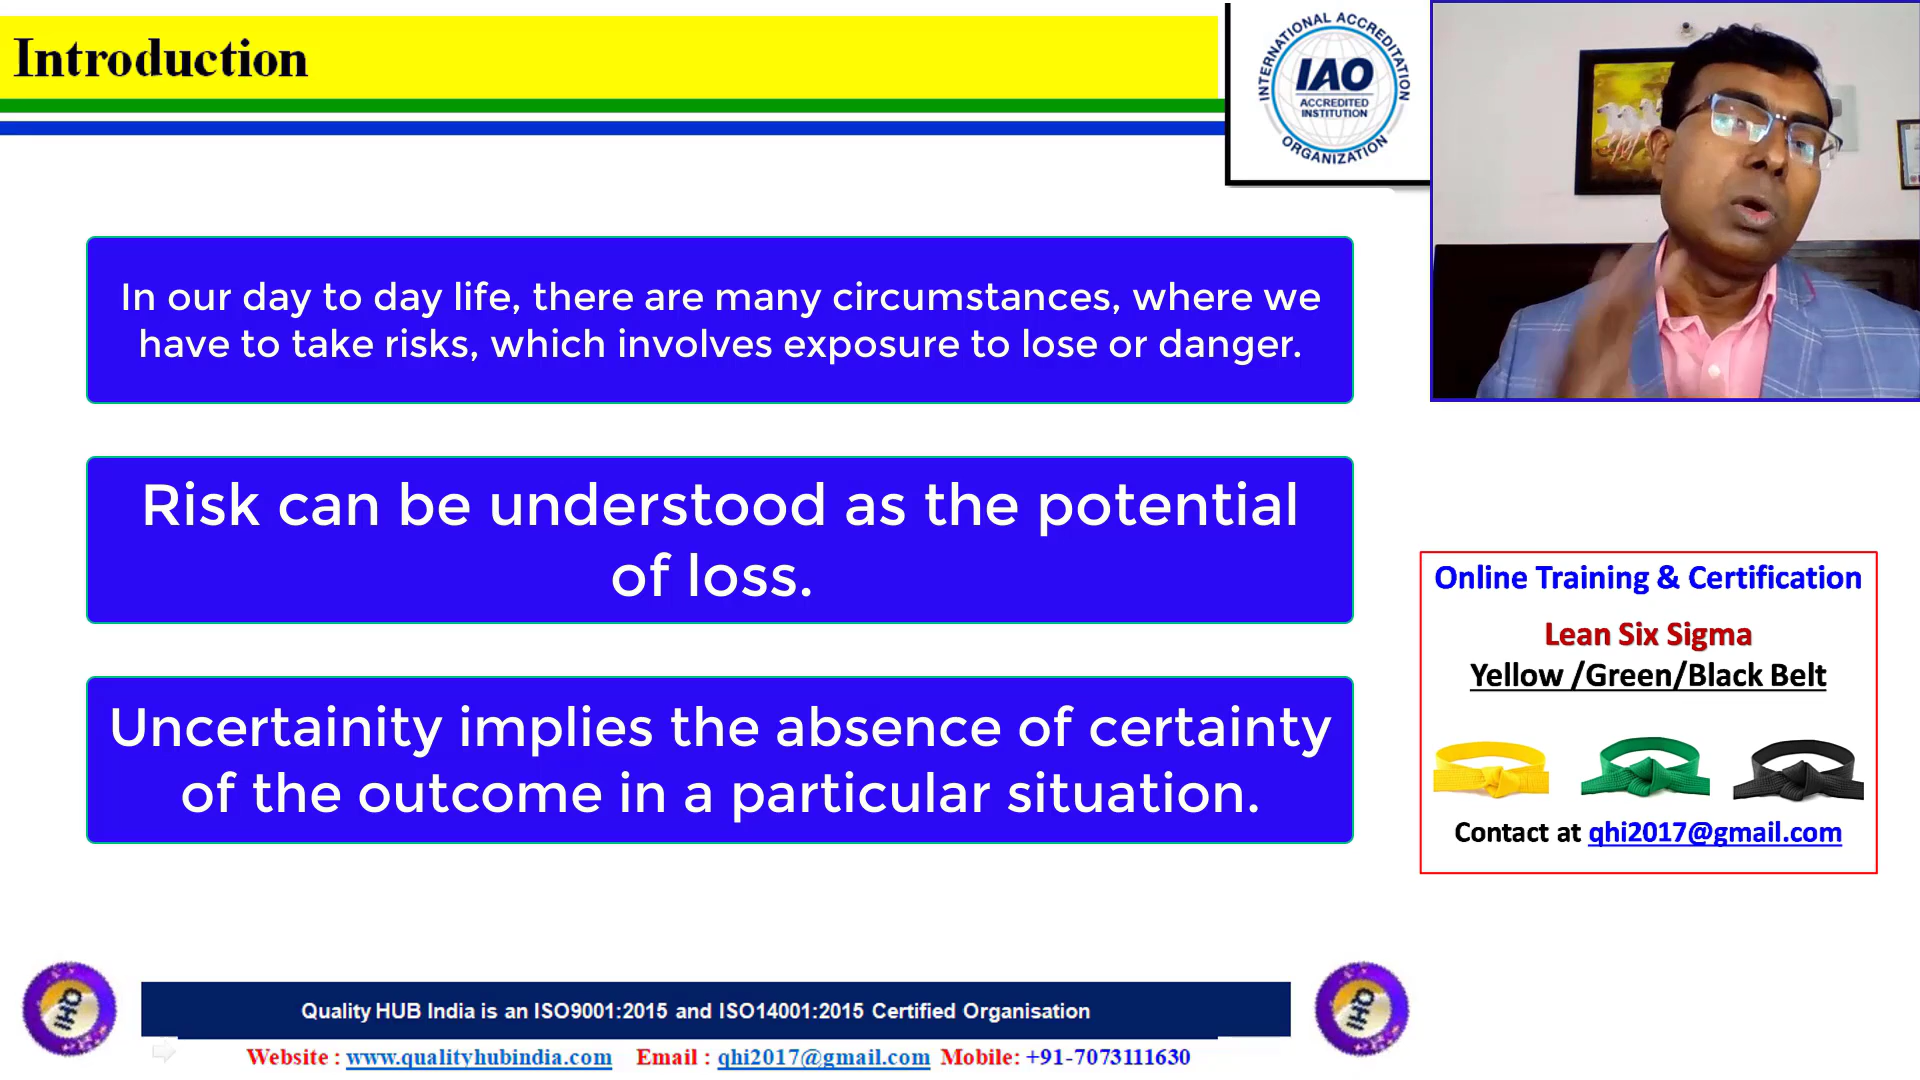 Introduction
INTERNATIONAL ACCREDITATION
IAO
ACCREDITED
INSTITUTION
ORGANIZATION
In our day to day life, there are many circumstances, where we
have to take risks, which involves exposure to lose or danger.
Risk can be understood as the potential
of loss.
Uncertainity implies the absence of certainty
of the outcome in a particular situation.
Online Training & Certification
Lean Six Sigma
Yellow /Green/Black Belt
Contact at qhi2017@gmail.com
QHI
Quality HUB India is an ISO9001:2015 and ISO14001:2015 Certified Organisation
QHI
Website : www.qualityhubindia.com Email : qhi2017@gmail.com Mobile: +91-7073111630